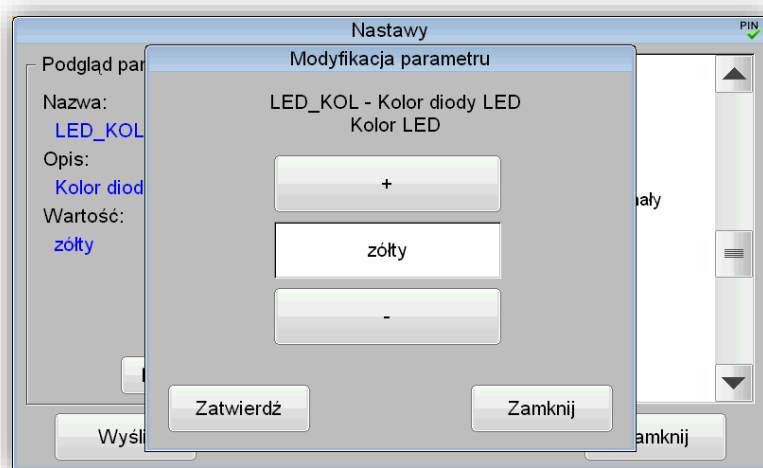 Nastawy
PIN
Modyfikacja parametru
Podgląd par
Nazwa:
LED_KOL
Opis:
Kolor diod
Wartość:
zółty
LED_KOL - Kolor diody LED
Kolor LED
+
zółty
-
Zatwierdź
Zamknij
ały
Wyśli
amknij